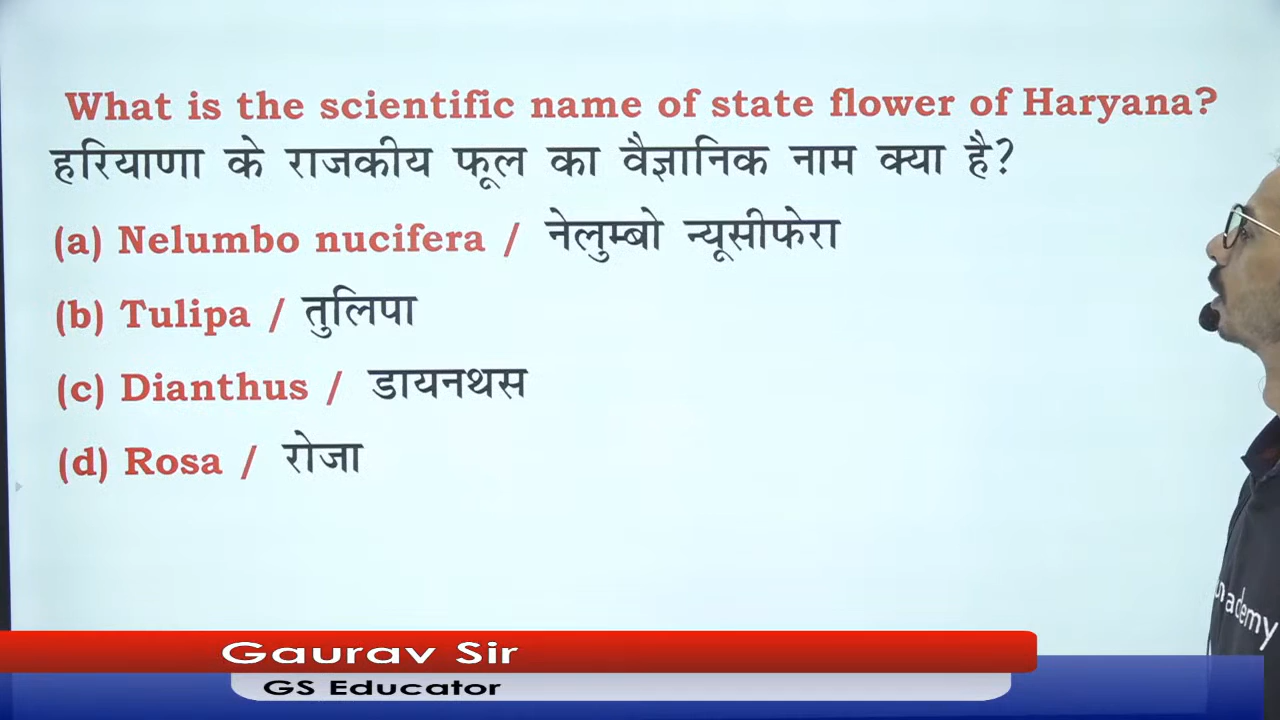 What is the scientific name of state flower of Haryana?
हरियाणा के राजकीय फूल का वैज्ञानिक नाम क्या है?
(a) Nelumbo nucifera / नेलुम्बो न्यूसीफेरा
(b) Tulipa / तुलिपा
(c) Dianthus / डायनथस
(d) Rosa / रोजा
nademy
Gaurav Sir
GS Educator